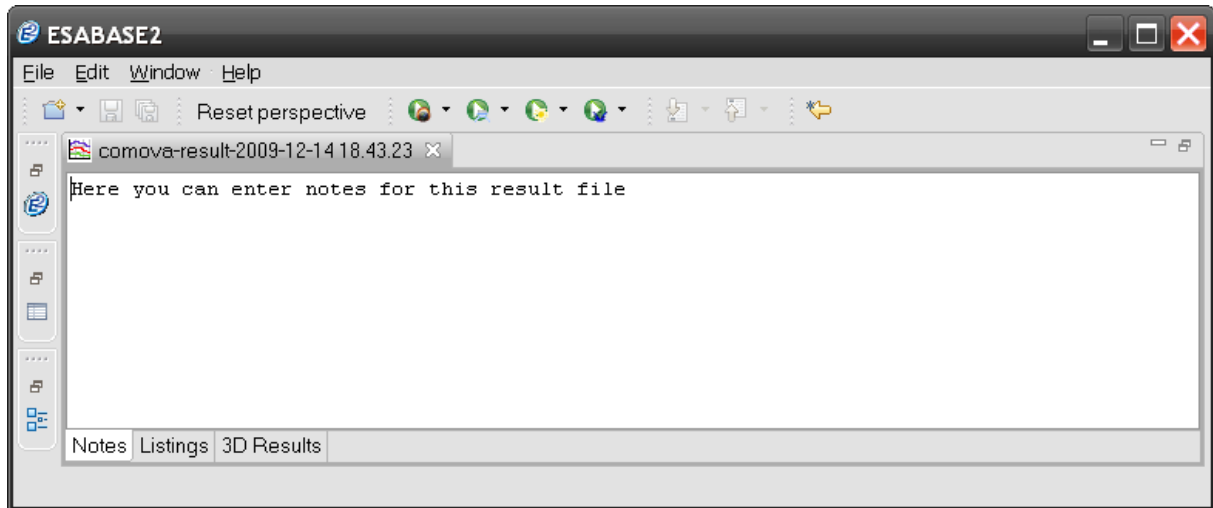 ESABASE2
File Edit Window Help
Reset perspective
comova-result-2009-12-14 18.43.23
Here you can enter notes for this result file
Notes Listings 3D Results